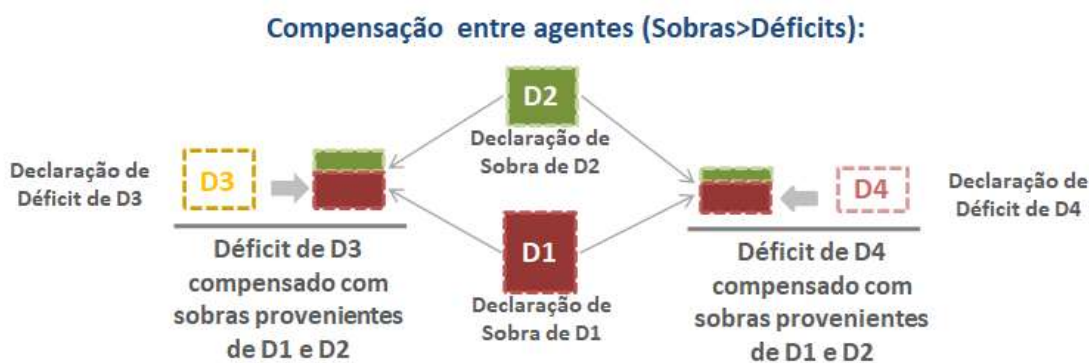 Compensação entre agentes (Sobras>Déficits):
D2
Declaração de
Sobra de D2
Declaração de
Déficit de D3
D3
D4
Declaração de
Déficit de D4
Déficit de D3
compensado com
sobras provenientes
de D1 e D2
D1
Declaração de
Sobra de D1
Déficit de D4
compensado com
sobras provenientes
de D1 e D2